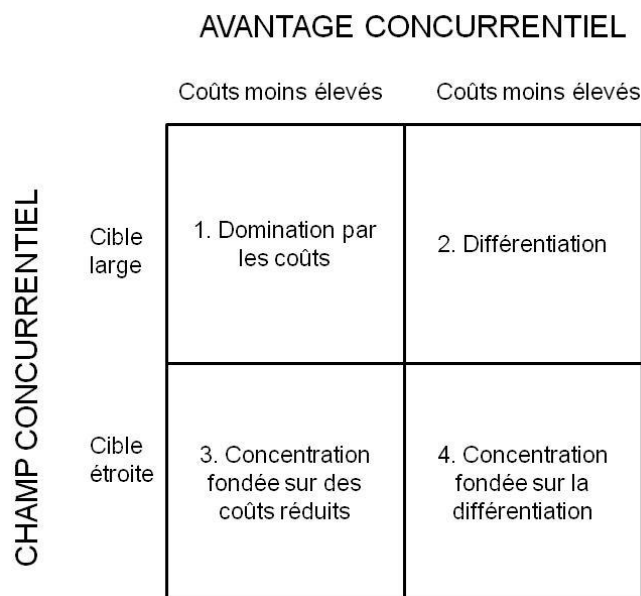 AVANTAGE CONCURRENTIEL
Coûts moins élevés
Coûts moins élevés
CHAMP CONCURRENTIEL
Cible
large
1. Domination par
les coûts
2. Différentiation
Cible
étroite
3. Concentration
fondée sur des
coûts réduits
4. Concentration
fondée sur la
différentiation